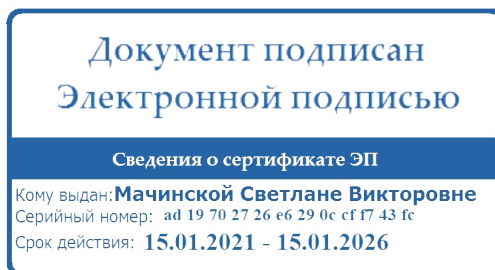 Документ подписан
Электронной подписью
Сведения о сертификате ЭП
Кому выдан:Мачинской Светлане Викторовне
Серийный номер: ad 19 70 27 26 e6 29 0c cf f7 43 fc
Срок действия: 15.01.2021 - 15.01.2026